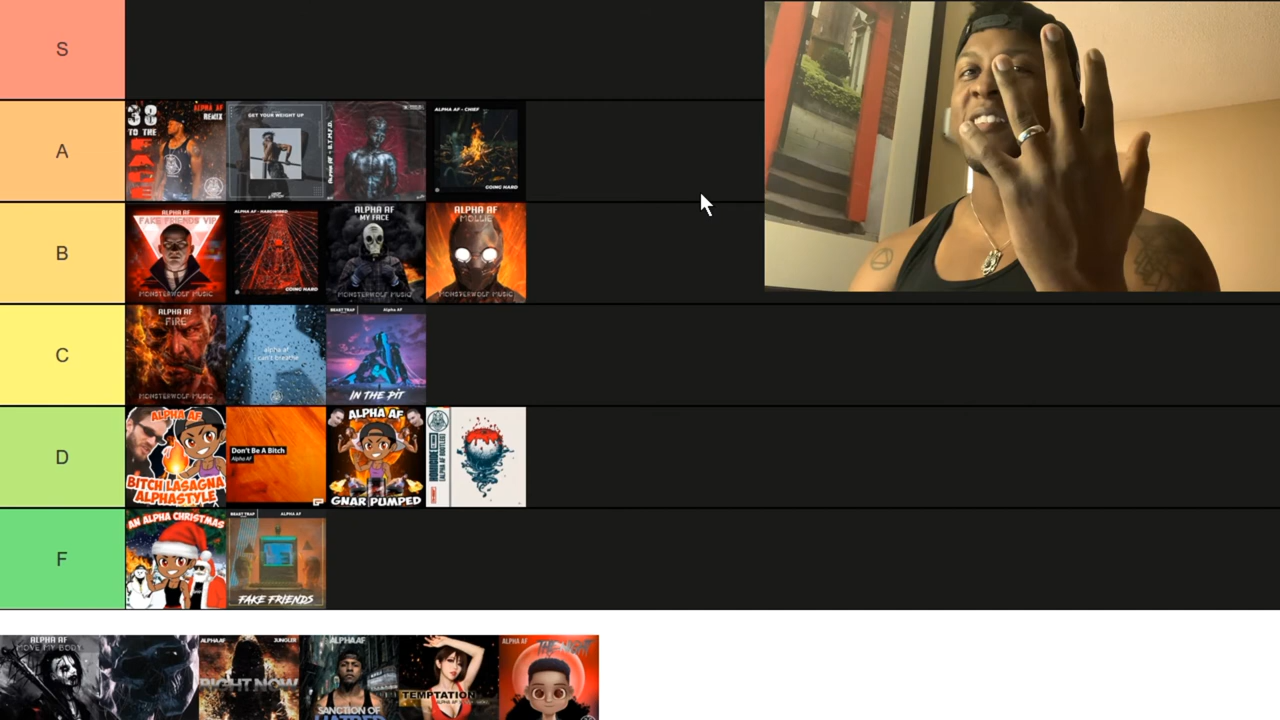 S
A
38
TO THE
FACE
ALPHA AF
REMIX
GET YOUR WEIGHT UP
ALPHA AF - CHIEF
GOING HARD
B
ALPHA AF
FAKE FRIENDS VIP
MONSTERWOLF MUSIC
GOING HARD
ALPHA AF
MY FACE
MONSTERWOLF MUSIC
ALPHA AF
MOLLIE
MONSTERWOLF MUSIC
C
ALPHA AF
FIRE
MONSTERWOLF MUSIC
alpha af
i can't breathe
BEAST TRAP
Alpha AF
IN THE PIT
D
ALPHA AF
BITCH LASAGNA
ALPHASTYLE
Don't Be A Bitch
Alpha AF
ALPHA AF
GNAR PUMPED
F
AN ALPHA CHRISTMAS
BEAST TRAP
ALPHA AF
FAKE FRIENDS
ALPHA AF
MOVE MY BODY
ALPHA AF
JUNGLER
RIGHT NOW
ALPHA AF
SANCTION OF
HATRED
TEMPTATION
ALPHA AF
THE NIGHT